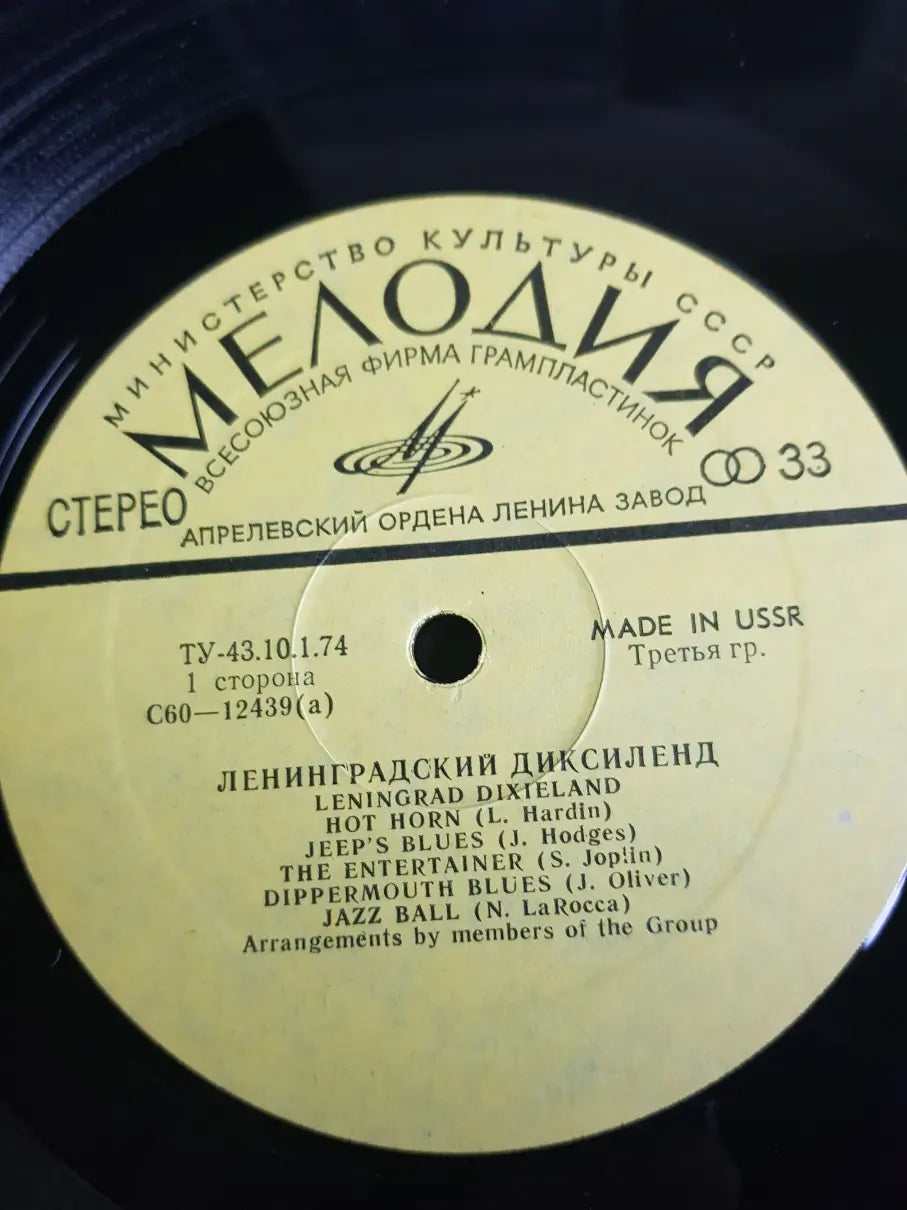 МИНИСТЕРСТВО КУЛЬТУРЫ СССР
МЕЛОДИЯ
ВСЕСОЮЗНАЯ ФИРМА ГРАМПЛАСТИНОК
СТЕРЕО
33
АПРЕЛЕВСКИЙ ОРДЕНА ЛЕНИНА ЗАВОД
ТУ-43.10.1.74
1 сторона
С60—12439(а)
MADE IN USSR
Третья гр.
ЛЕНИНГРАДСКИЙ ДИКСИЛЕНД
LENINGRAD DIXIELAND
HOT HORN (L. Hardin)
JEEP'S BLUES (J. Hodges)
THE ENTERTAINER (S. Joplin)
DIPPERMOUTH BLUES (J. Oliver)
JAZZ BALL (N. LaRocca)
Arrangements by members of the Group